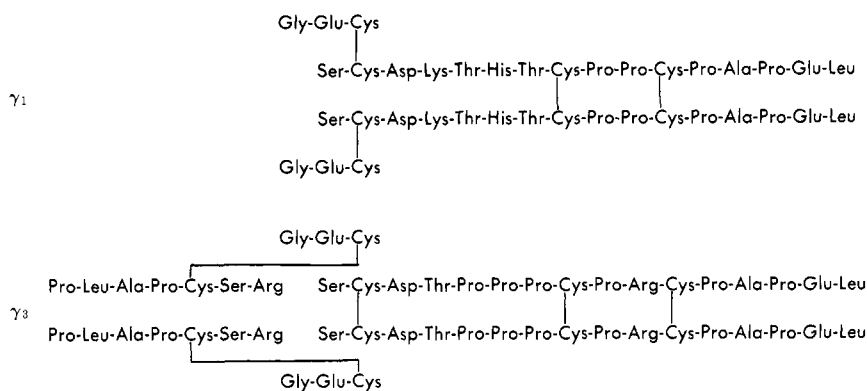 Gly-Glu-Cys
Ser-Cys-Asp-Lys-Thr-His-Thr-Cys-Pro-Pro-Cys-Pro-Ala-Pro-Glu-Leu
γ1
Ser-Cys-Asp-Lys-Thr-His-Thr-Cys-Pro-Pro-Cys-Pro-Ala-Pro-Glu-Leu
Gly-Glu-Cys
Gly-Glu-Cys
Pro-Leu-Ala-Pro-Cys-Ser-Arg Ser-Cys-Asp-Thr-Pro-Pro-Pro-Cys-Pro-Arg-Cys-Pro-Ala-Pro-Glu-Leu
γ3
Pro-Leu-Ala-Pro-Cys-Ser-Arg Ser-Cys-Asp-Thr-Pro-Pro-Pro-Cys-Pro-Arg-Cys-Pro-Ala-Pro-Glu-Leu
Gly-Glu-Cys